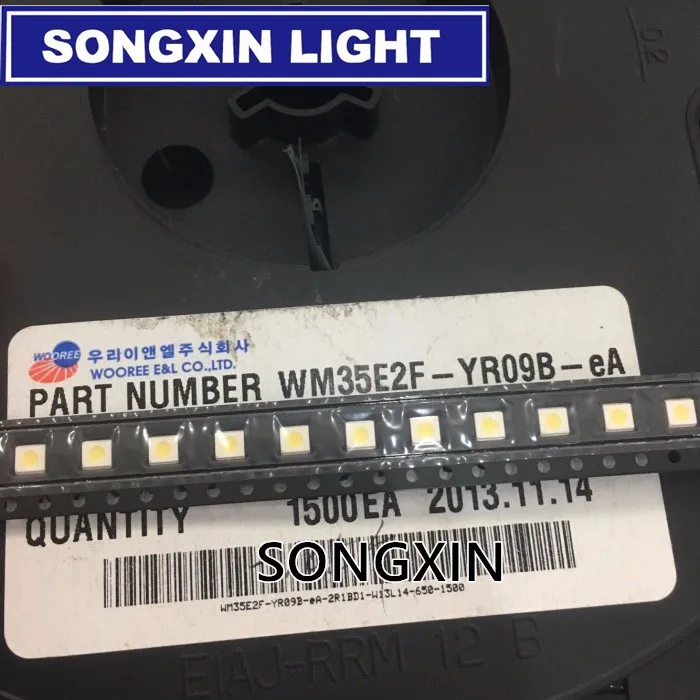 SONGXIN LIGHT
0.2
WOOREE
우리이앤엘주식회사
WOOREE E&L CO.,LTD.
PART NUMBER WM35E2F-YR09B-eA
QUANTITY 1500EA 2013.11.14
SONGXIN
WM35E2F-YR09B-eA-2R1BD1-W13L14-650-1500
EIAJ-RRM 12 B